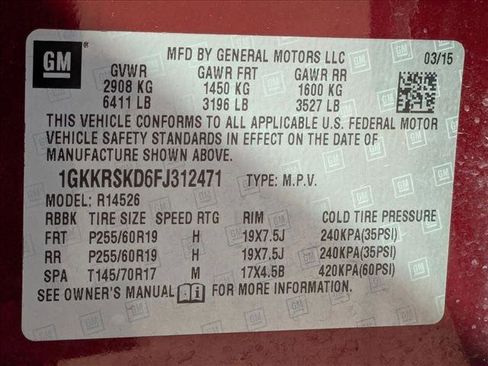 GM
MFD BY GENERAL MOTORS LLC 03/15
GVWR GAWR FRT GAWR RR
2908 KG 1450 KG 1600 KG
6411 LB 3196 LB 3527 LB
THIS VEHICLE CONFORMS TO ALL APPLICABLE U.S. FEDERAL MOTOR
VEHICLE SAFETY STANDARDS IN EFFECT ON THE DATE OF
MANUFACTURE SHOWN ABOVE.
1GKKRSKD6FJ312471 TYPE: M.P.V.
MODEL: R14526
RBBK TIRE SIZE SPEED RTG RIM COLD TIRE PRESSURE
FRT P255/60R19 H 19X7.5J 240KPA(35PSI)
RR P255/60R19 H 19X7.5J 240KPA(35PSI)
SPA T145/70R17 M 17X4.5B 420KPA(60PSI)
SEE OWNER'S MANUAL FOR MORE INFORMATION.